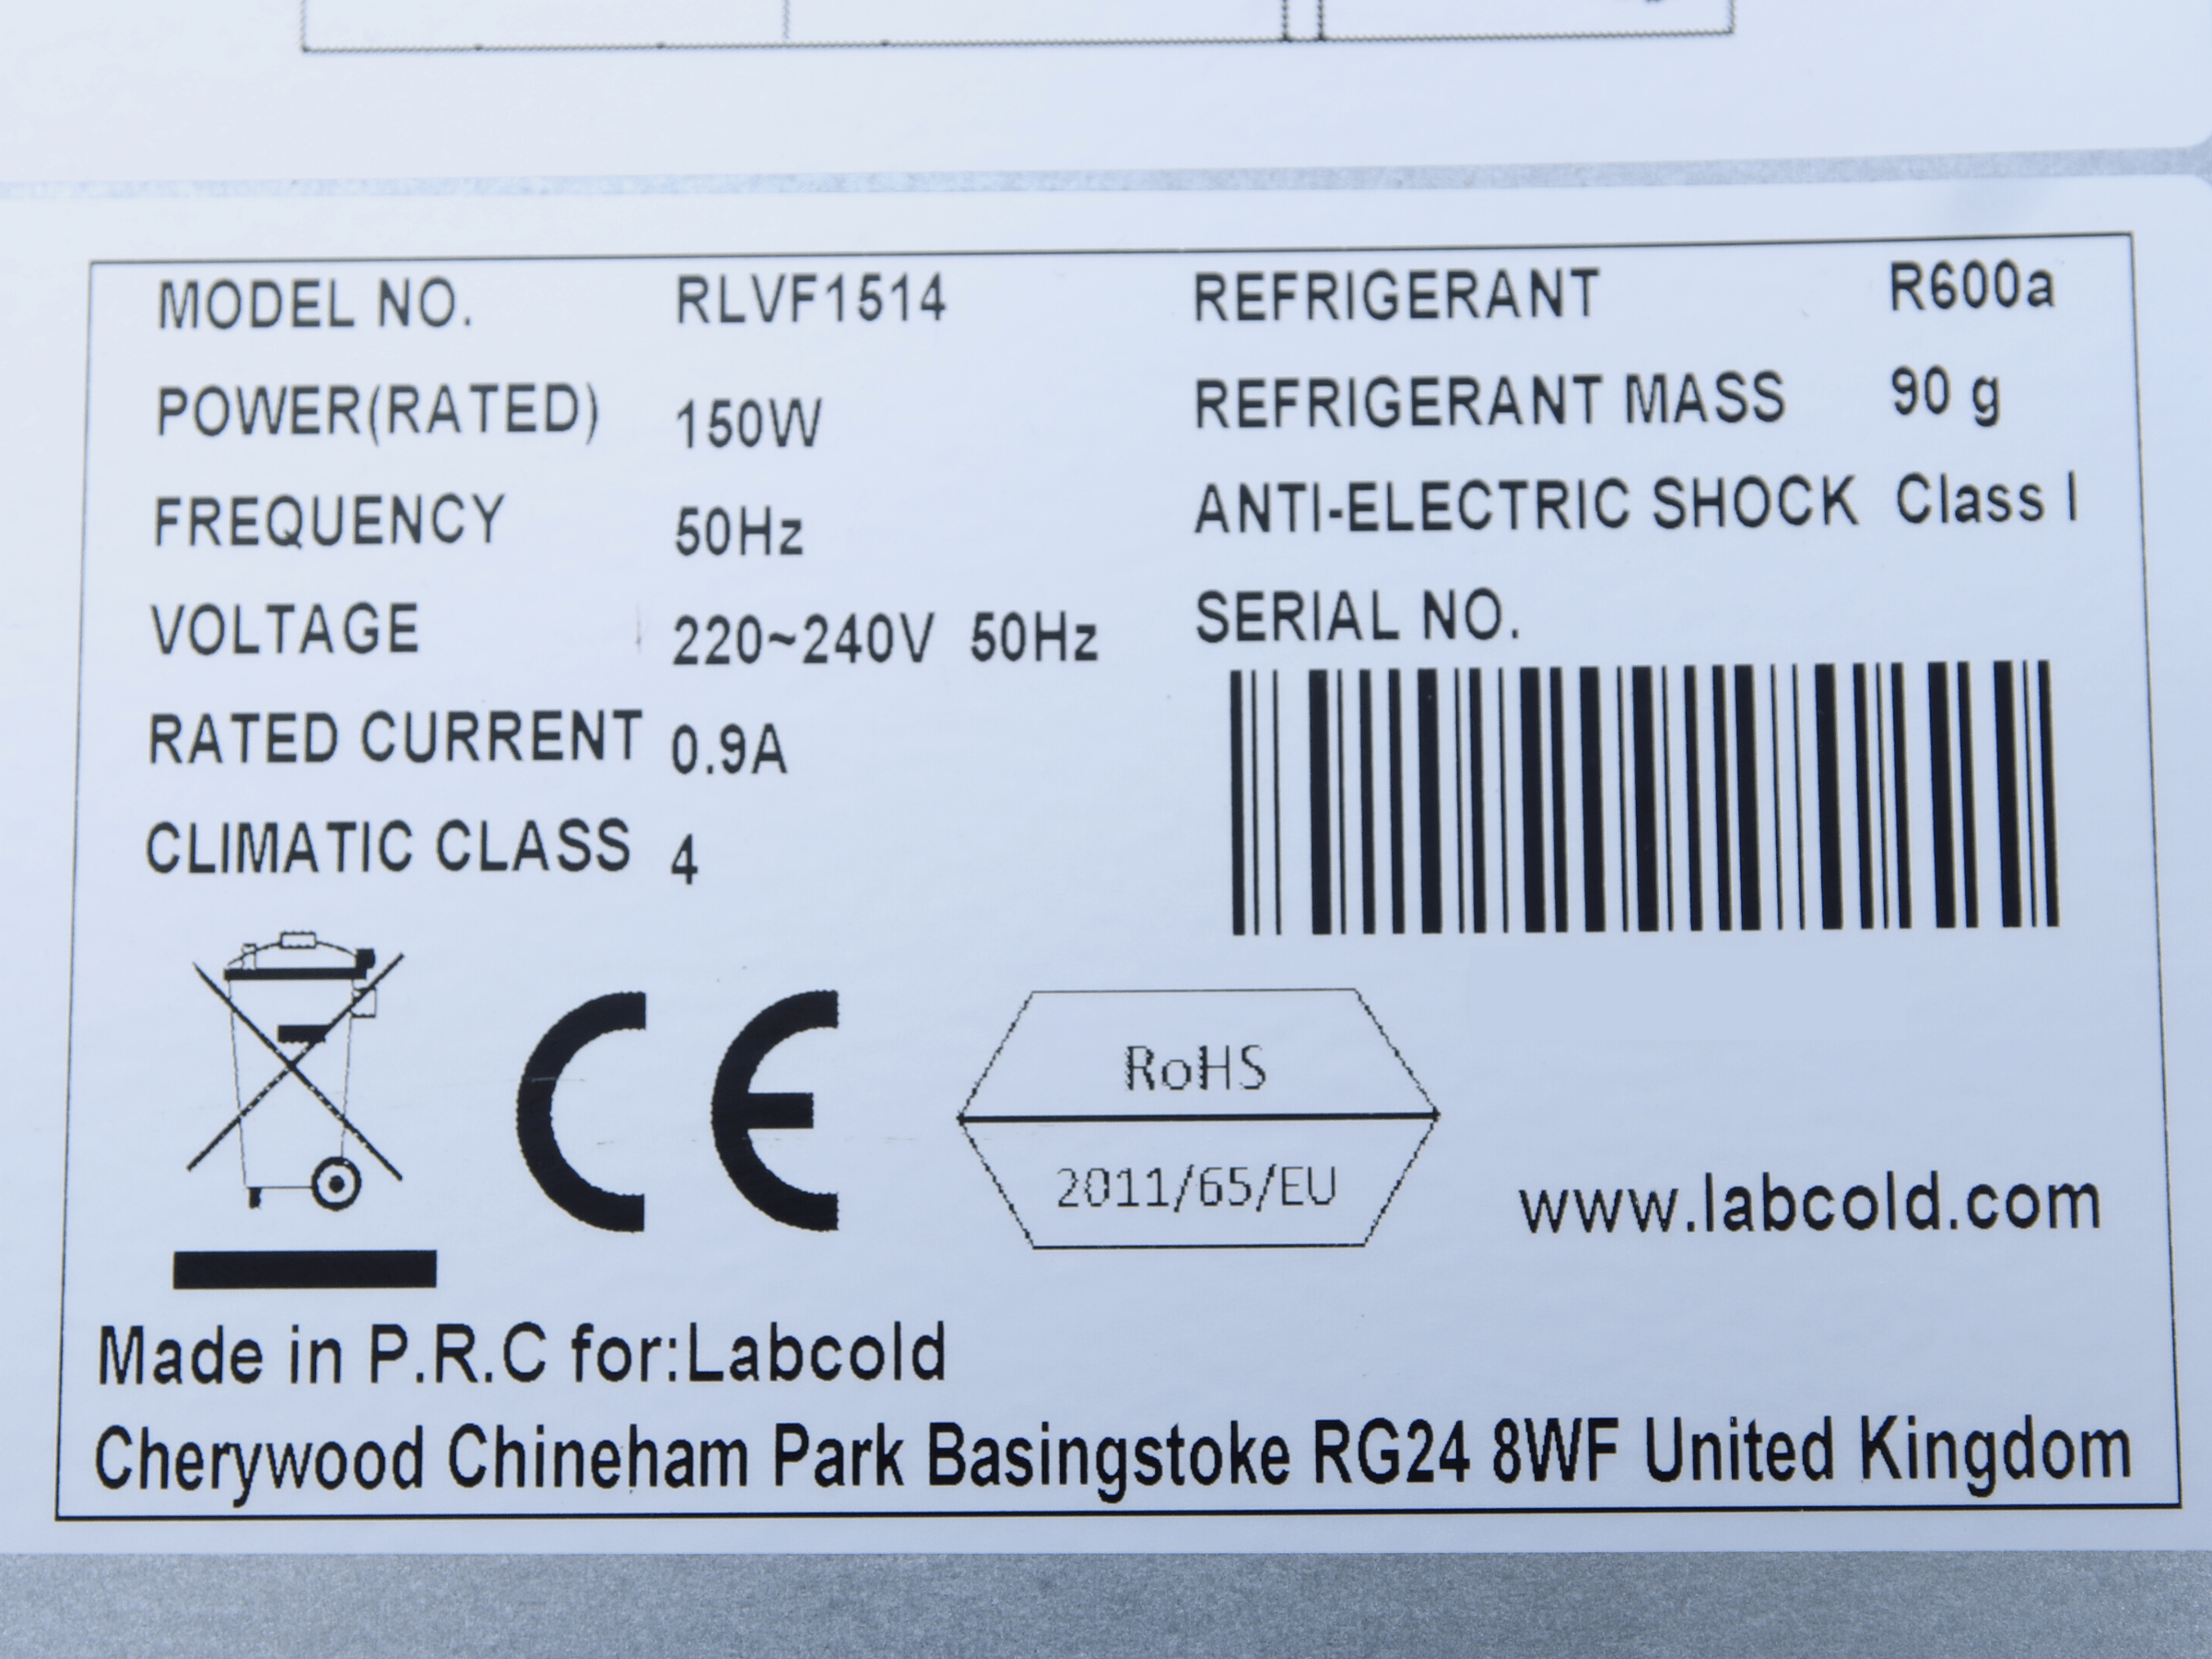 MODEL NO. RLVF1514 REFRIGERANT R600a
POWER(RATED) 150W REFRIGERANT MASS 90 g
FREQUENCY 50Hz ANTI-ELECTRIC SHOCK Class I
VOLTAGE 220~240V 50Hz SERIAL NO.
RATED CURRENT 0.9A
CLIMATIC CLASS 4
CE
RoHS
2011/65/EU
www.labcold.com
Made in P.R.C for:Labcold
Cherywood Chineham Park Basingstoke RG24 8WF United Kingdom